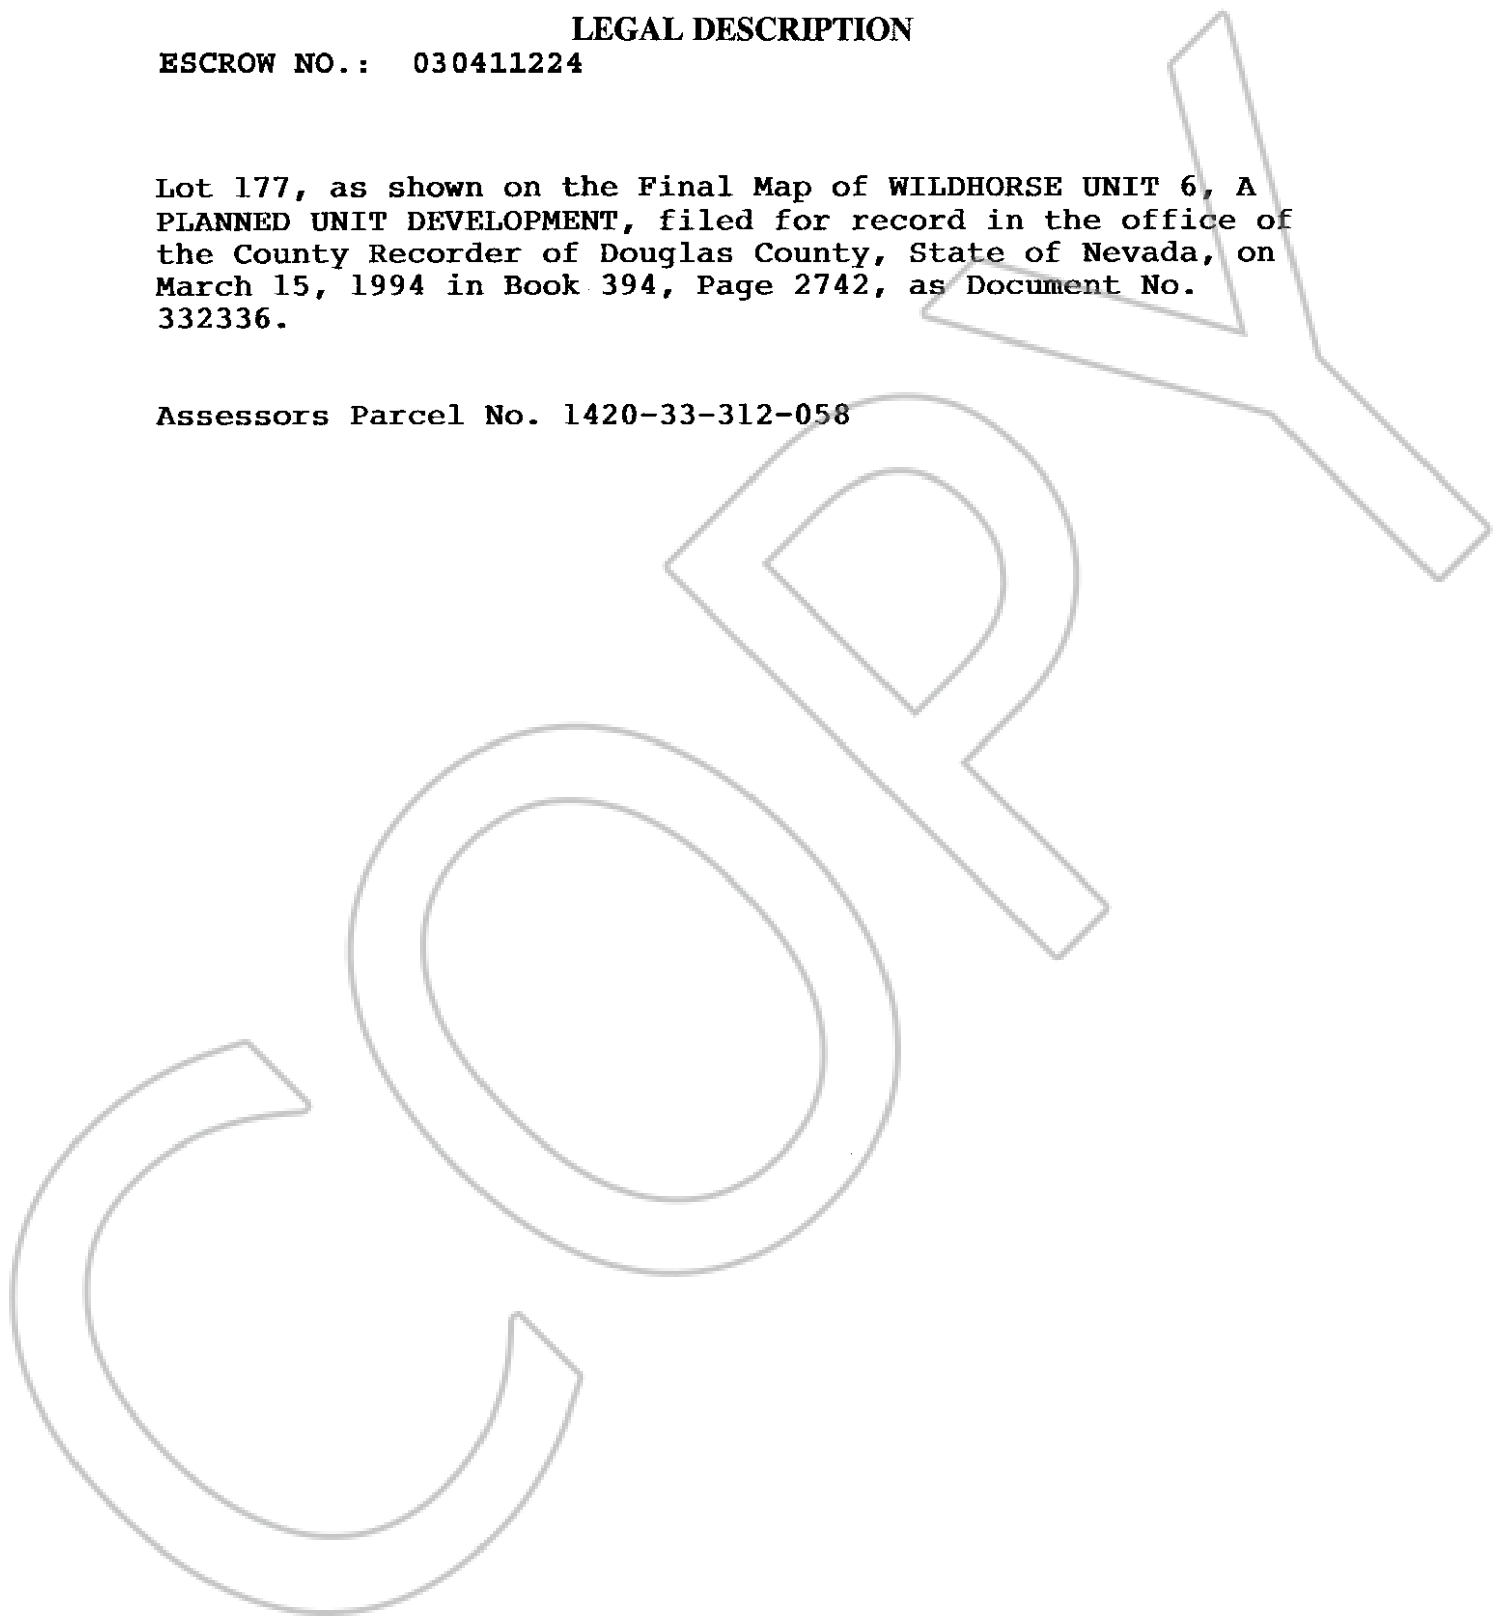 LEGAL DESCRIPTION
ESCROW NO.: 030411224
Lot 177, as shown on the Final Map of WILDHORSE UNIT 6, A
PLANNED UNIT DEVELOPMENT, filed for record in the office of
the County Recorder of Douglas County, State of Nevada, on
March 15, 1994 in Book 394, Page 2742, as Document No.
332336.
Assessors Parcel No. 1420-33-312-058
COPY